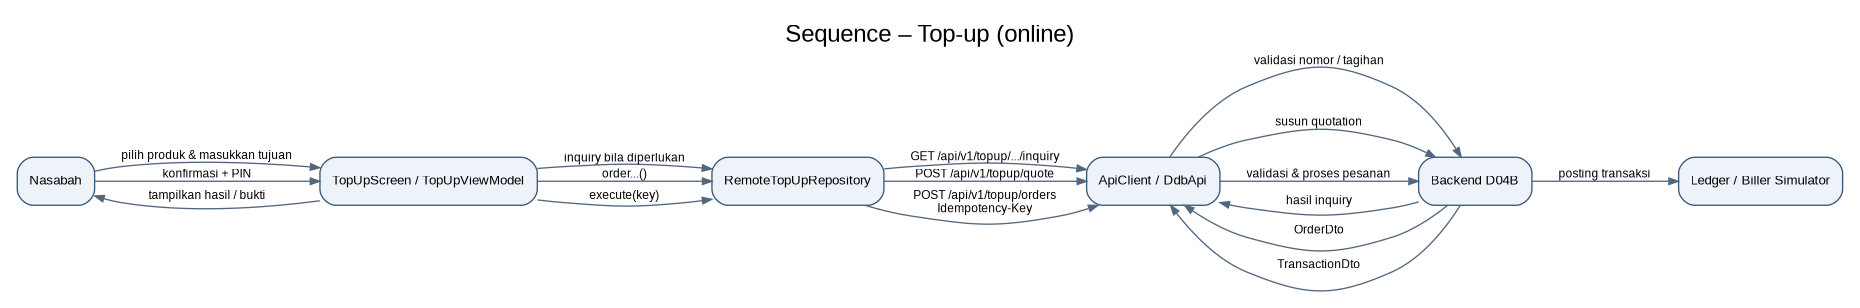 Sequence – Top-up (online)
Nasabah
pilih produk & masukkan tujuan
konfirmasi + PIN
tampilkan hasil / bukti
TopUpScreen / TopUpViewModel
inquiry bila diperlukan
order...()
execute(key)
RemoteTopUpRepository
GET /api/v1/topup/.../inquiry
POST /api/v1/topup/quote
POST /api/v1/topup/orders
Idempotency-Key
ApiClient / DdbApi
validasi nomor / tagihan
susun quotation
validasi & proses pesanan
hasil inquiry
OrderDto
TransactionDto
Backend D04B
posting transaksi
Ledger / Biller Simulator